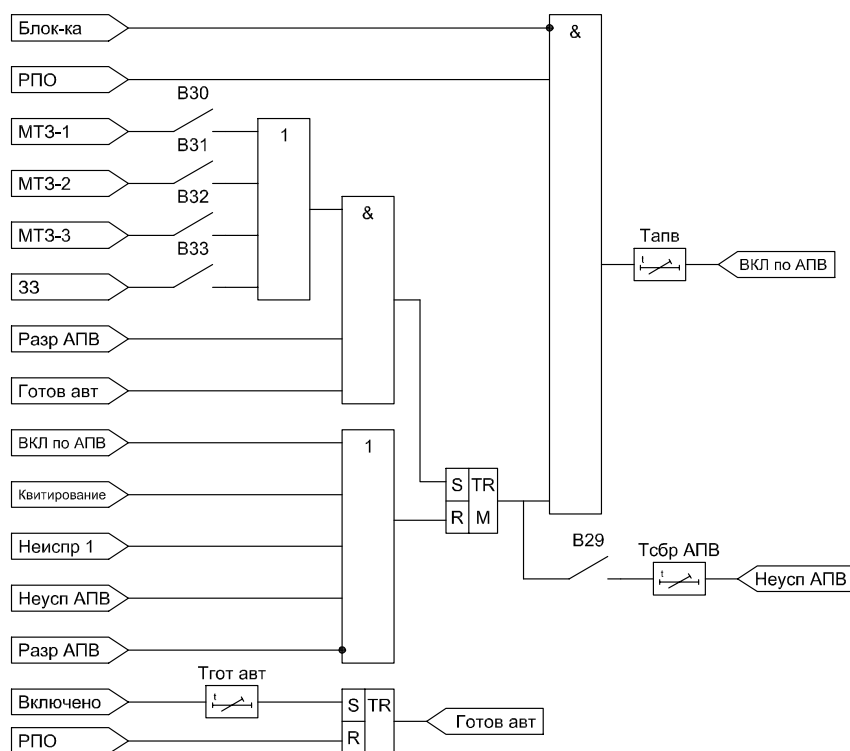 Блок-ка
&
РПО
В30
МТЗ-1
1
В31
МТЗ-2
В32
&
МТЗ-3
В33
Тапв
ЗЗ
t
ВКЛ по АПВ
Разр АПВ
Готов авт
ВКЛ по АПВ
1
Квитирование
S TR
R M
Неиспр 1
В29
Тсбр АПВ
t
Неусп АПВ
Неусп АПВ
Разр АПВ
Тгот авт
Включено
t
S TR
Готов авт
РПО
R